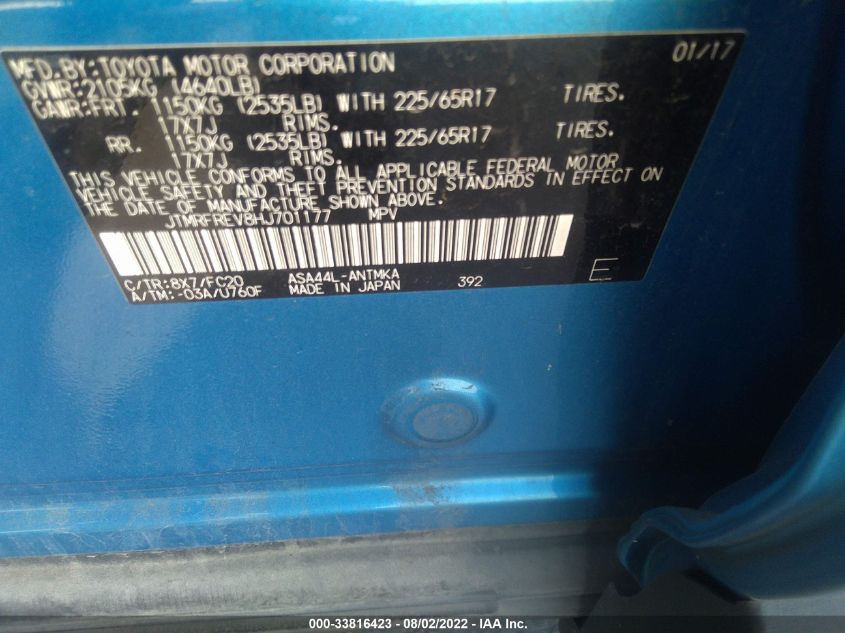 MFD.BY:TOYOTA MOTOR CORPORATION 01/17
GVWR:2105KG (4640LB)
GAWR:FRT. 1150KG (2535LB) WITH 225/65R17 TIRES.
17X7J RIMS.
RR. 1150KG (2535LB) WITH 225/65R17 TIRES.
17X7J RIMS.
THIS VEHICLE CONFORMS TO ALL APPLICABLE FEDERAL MOTOR
VEHICLE SAFETY AND THEFT PREVENTION STANDARDS IN EFFECT ON
THE DATE OF MANUFACTURE SHOWN ABOVE.
JTMRFREV8HJ701177 MPV
C/TR:8X7/FC20 ASA44L-ANTMKA
A/TM:-03A/U760F MADE IN JAPAN 392 E
000-33816423 - 08/02/2022 - IAA Inc.